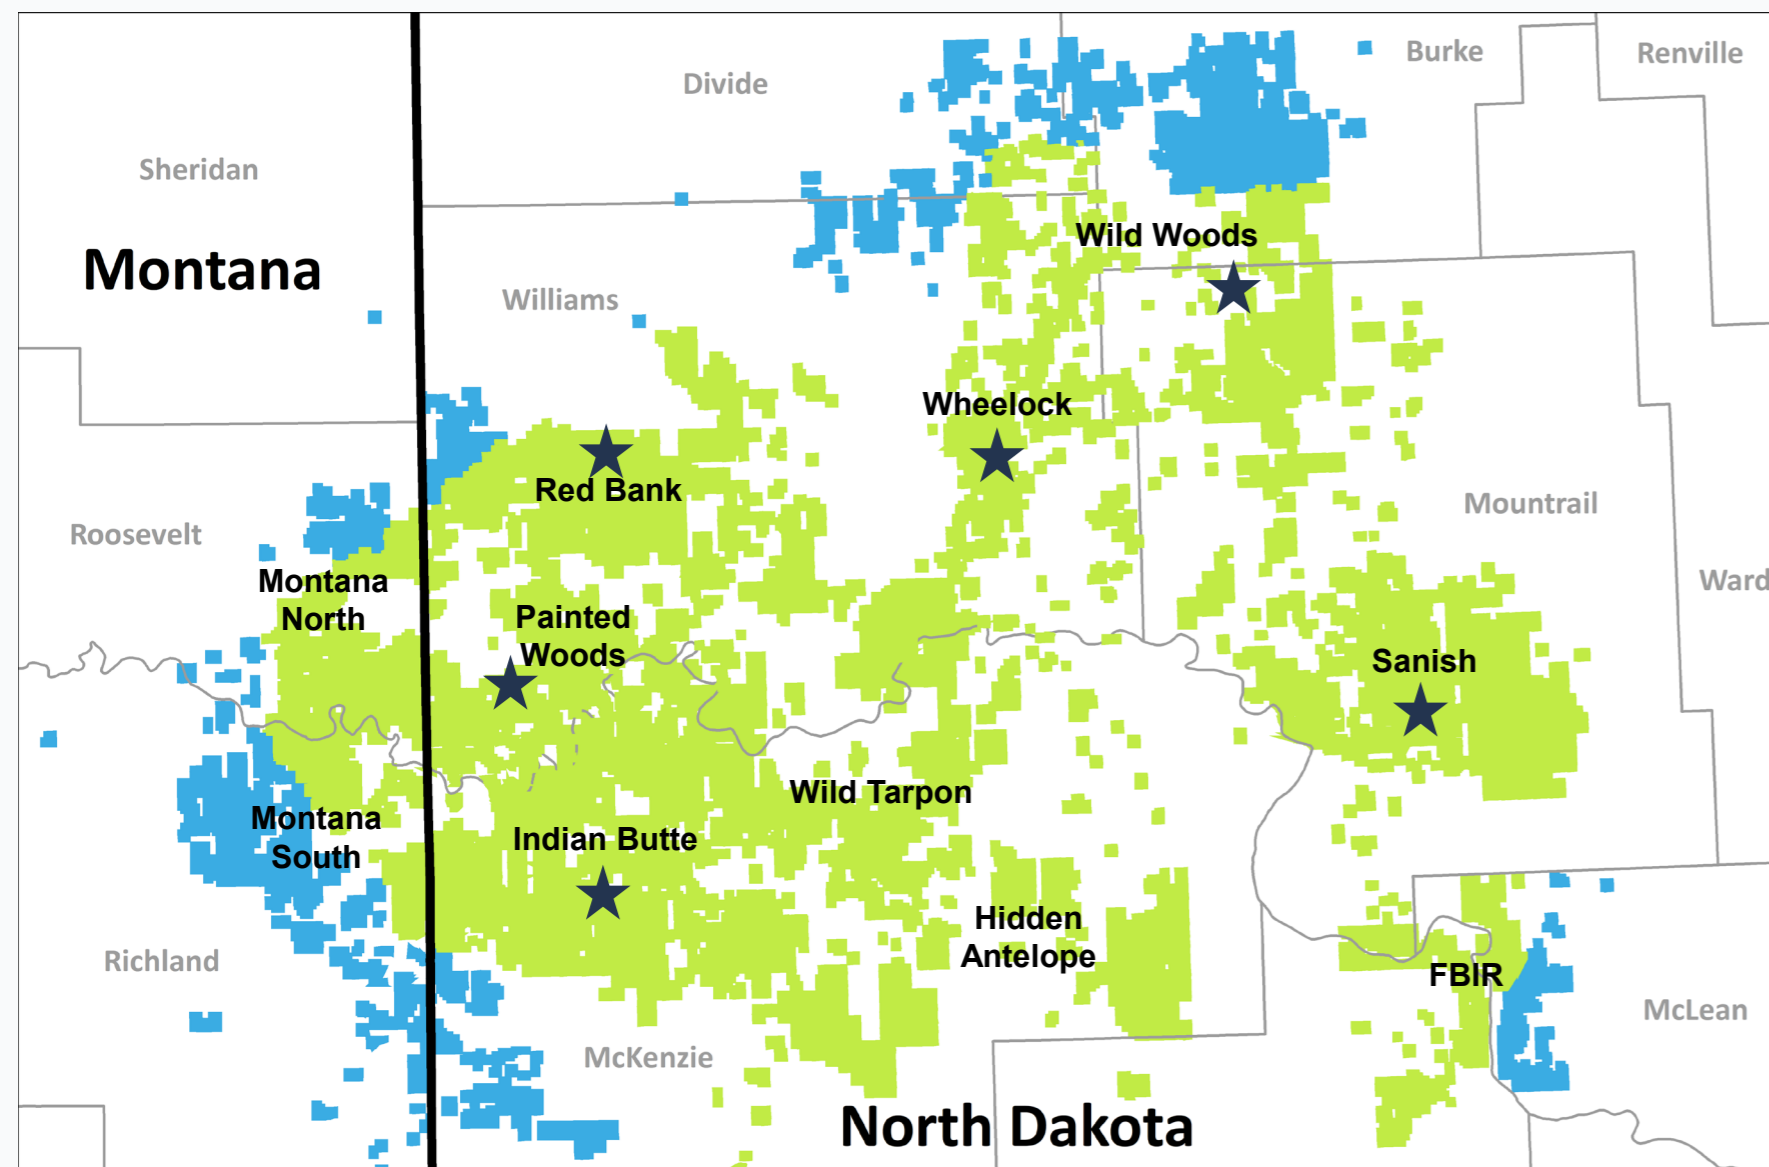 Burke
Renville
Divide
Sheridan
Wild Woods
Montana
Williams
Wheelock
Red Bank
Mountrail
Roosevelt
Montana
North
Ward
Painted
Woods
Sanish
Wild Tarpon
Montana
South
Indian Butte
Hidden
Antelope
Richland
FBIR
McLean
McKenzie
North Dakota